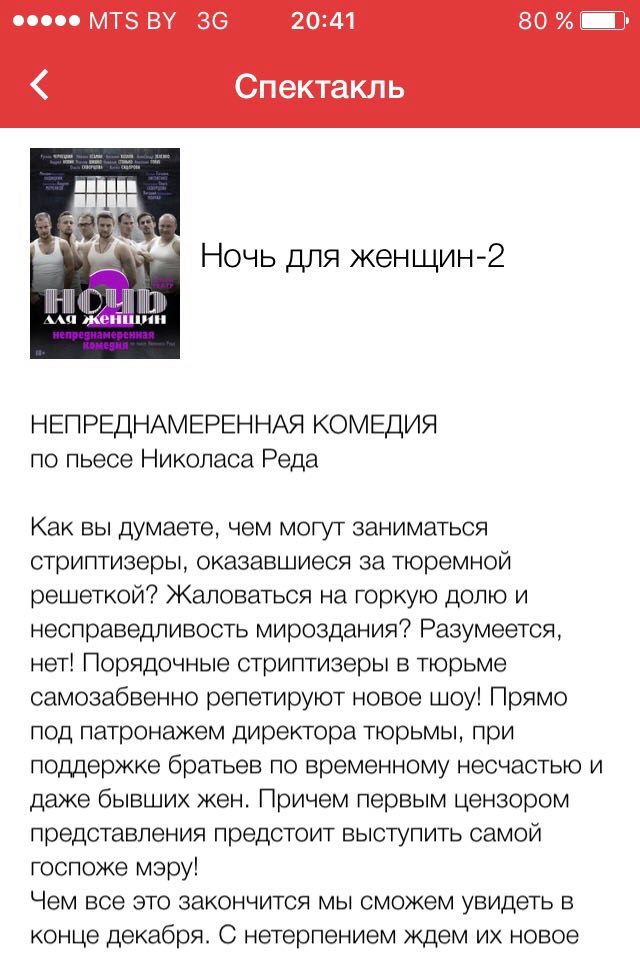 MTS BY 3G 20:41 80 %
Спектакль
НОЧЬ
2
ДЛЯ ЖЕНЩИН
непреднамеренная
комедия
18+
Ночь для женщин-2
НЕПРЕДНАМЕРЕННАЯ КОМЕДИЯ
по пьесе Николаса Реда
Как вы думаете, чем могут заниматься
стриптизеры, оказавшиеся за тюремной
решеткой? Жаловаться на горкую долю и
несправедливость мироздания? Разумеется,
нет! Порядочные стриптизеры в тюрьме
самозабвенно репетируют новое шоу! Прямо
под патронажем директора тюрьмы, при
поддержке братьев по временному несчастью и
даже бывших жен. Причем первым цензором
представления предстоит выступить самой
госпоже мэру!
Чем все это закончится мы сможем увидеть в
конце декабря. С нетерпением ждем их новое